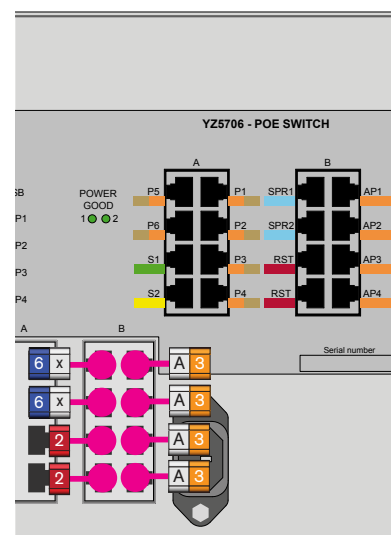 YZ5706 - POE SWITCH
A B
SB POWER GOOD P5 P1 SPR1 AP1
P1 1 2 P6 P2 SPR2 AP2
P2
P3 S1 P3 RST AP3
P4 S2 P4 RST AP4
A B
Serial number
6 x A 3
6 x A 3
2 A 3
2 A 3